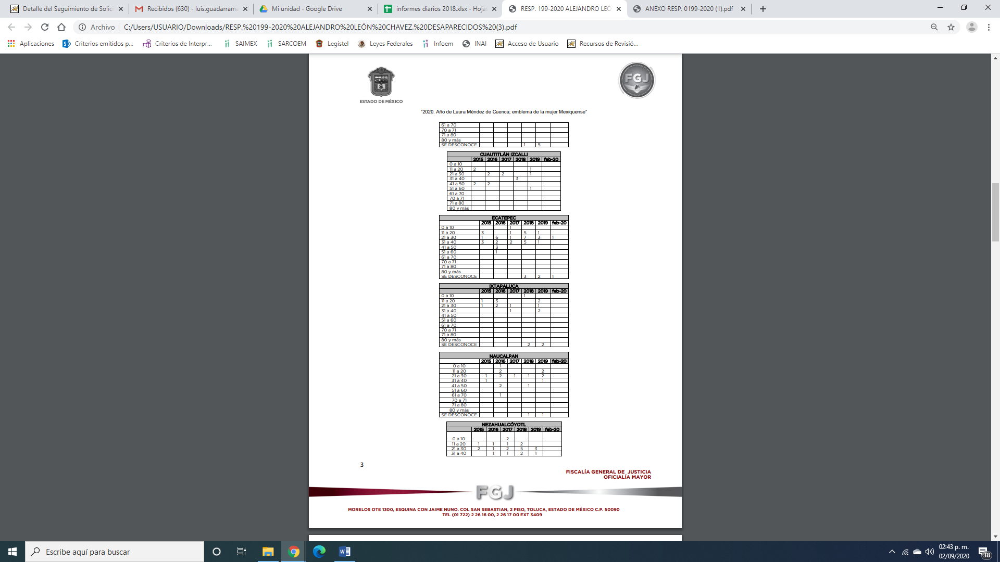 Detalle del Seguimiento de Solici
Recibidos (630) - luis.guadarrama
Mi unidad - Google Drive
informes diarios 2018.xlsx - Hoja
RESP. 199-2020 ALEJANDRO LEÓ
ANEXO RESP. 0199-2020 (1).pdf
Archivo | C:/Users/USUARIO/Downloads/RESP.%20199-2020%20ALEJANDRO%20LEÓN%20CHAVEZ.%20DESAPARECIDOS%20(3).pdf
Aplicaciones Criterios emitidos p... Criterios de Interpr... SAIMEX SARCOEM Legistel Leyes Federales Infoem INAI Acceso de Usuario Recursos de Revisió...
ESTADO DE MÉXICO
FGJ
“2020. Año de Laura Méndez de Cuenca; emblema de la mujer Mexiquense”
61 a 70
70 a 71
71 a 80
80 y más
SE DESCONOCE 1 5
CUAUTITLÁN IZCALLI
2015 2016 2017 2018 2019 feb-20
0 a 10
11 a 20 2 1
21 a 30 2 2 1
31 a 40 3
41 a 50 2 2
51 a 60 1
61 a 70
70 a 71
71 a 80
80 y más
ECATEPEC
2015 2016 2017 2018 2019 feb-20
0 a 10 1
11 a 20 3 1 5 1
21 a 30 1 6 1 7 3 1
31 a 40 3 2 2 5 1
41 a 50 3
51 a 60 1
61 a 70
70 a 71
71 a 80
80 y más
SE DESCONOCE 3 2 1
IXTAPALUCA
2015 2016 2017 2018 2019 feb-20
0 a 10 1
11 a 20 1 3 2
21 a 30 1 2 1 1
31 a 40 1 2
41 a 50
51 a 60
61 a 70
70 a 71
71 a 80
80 y más
SE DESCONOCE 2 2
NAUCALPAN
2015 2016 2017 2018 2019 feb-20
0 a 10 1
11 a 20 2 2
21 a 30 1 2 1 1 2
31 a 40 1 1
41 a 50 2 1
51 a 60
61 a 70 1
70 a 71
71 a 80
80 y más
SE DESCONOCE 1 1
NEZAHUALCÓYOTL
2015 2016 2017 2018 2019 feb-20
0 a 10 2
11 a 20 1 1 1 2
21 a 30 2 1 2 5 3
31 a 40 1 1 2 1
3
FISCALÍA GENERAL DE JUSTICIA
OFICIALÍA MAYOR
FGJ
MORELOS OTE 1300, ESQUINA CON JAIME NUNO. COL SAN SEBASTIAN, 2 PISO, TOLUCA, ESTADO DE MÉXICO C.P. 50090
TEL (01 722) 2 26 16 00, 2 26 17 00 EXT 3409
Escribe aquí para buscar
02:43 p. m.
02/09/2020
38